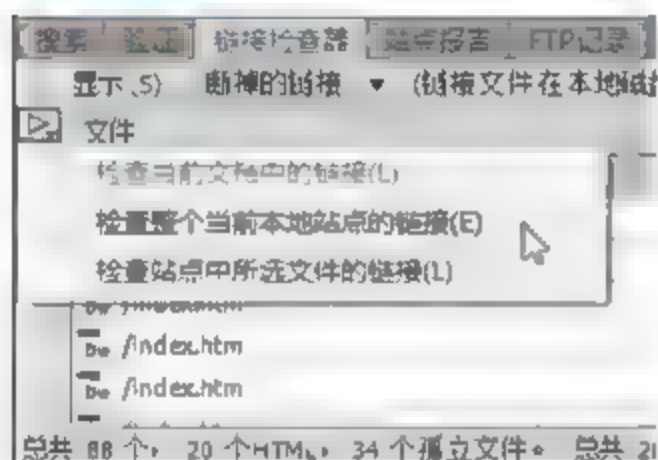 搜索 验证 链接检查器 站点报告 FTP记录
显示(S) 断掉的链接 ▼ (链接文件在本地磁
文件
检查当前文档中的链接(L)
检查整个当前本地站点的链接(E)
检查站点中所选文件的链接(L)
/index.htm
/index.htm
总共 88 个, 20 个HTML, 34 个孤立文件。 总共 2